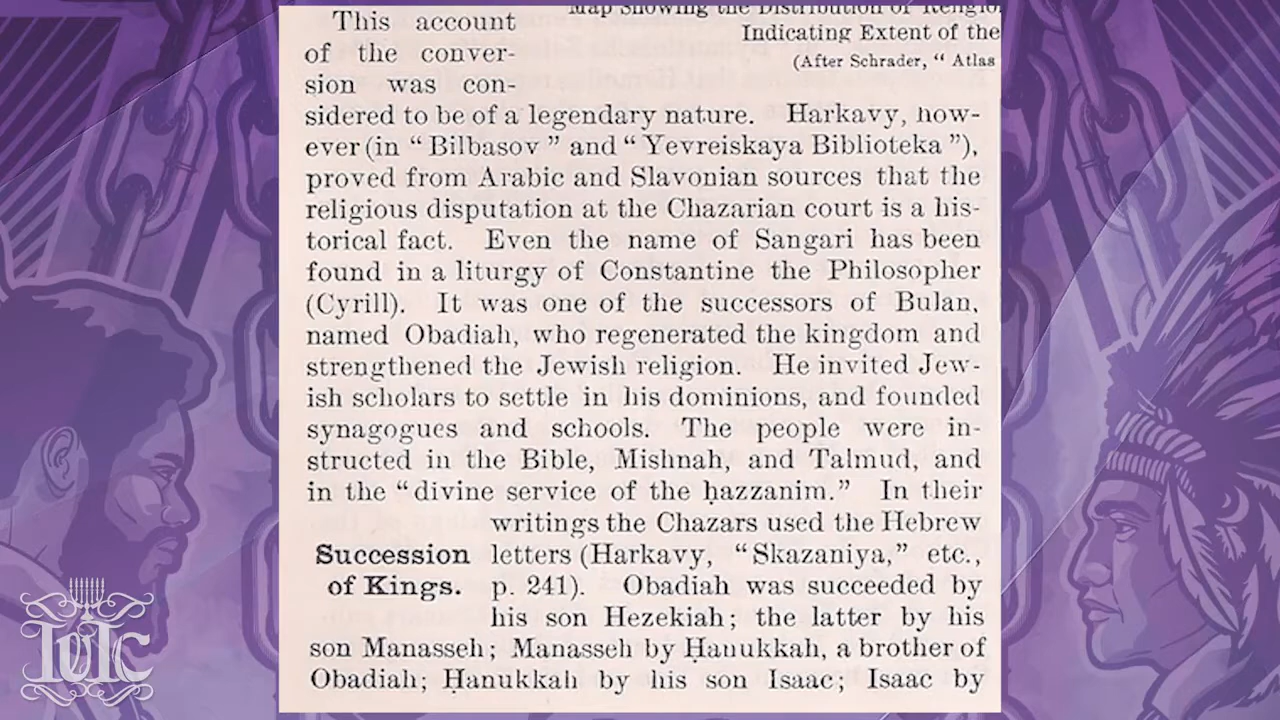 This account
of the conver-
sion was con-
Map Showing the Distribution of Religio
Indicating Extent of the
(After Schrader, “ Atlas
sidered to be of a legendary nature. Harkavy, how-
ever (in “ Bilbasov ” and “ Yevreiskaya Biblioteka ”),
proved from Arabic and Slavonian sources that the
religious disputation at the Chazarian court is a his-
torical fact. Even the name of Sangari has been
found in a liturgy of Constantine the Philosopher
(Cyrill). It was one of the successors of Bulan,
named Obadiah, who regenerated the kingdom and
strengthened the Jewish religion. He invited Jew-
ish scholars to settle in his dominions, and founded
synagogues and schools. The people were in-
structed in the Bible, Mishnah, and Talmud, and
in the “divine service of the ḥazzanim.” In their
writings the Chazars used the Hebrew
Succession
of Kings.
letters (Harkavy, “Skazaniya,” etc.,
p. 241). Obadiah was succeeded by
his son Hezekiah; the latter by his
son Manasseh; Manasseh by Ḥanukkah, a brother of
Obadiah; Ḥanukkah by his son Isaac; Isaac by
IUIC